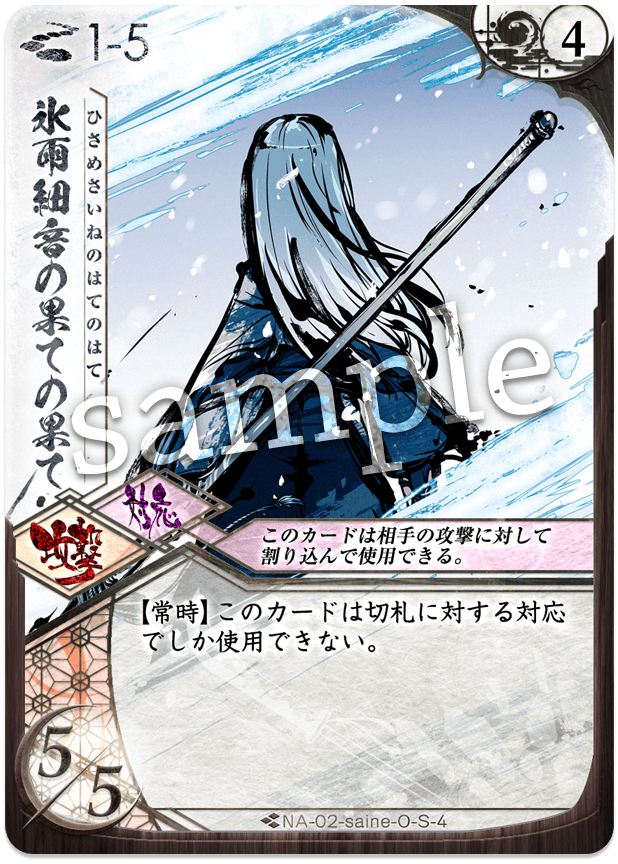 1-5
4
氷雨細音の果ての果て
ひさめさいねのはてのはて
sample
攻撃
対応
このカードは相手の攻撃に対して
割り込んで使用できる。
【常時】このカードは切札に対する対応
でしか使用できない。
5/5
NA-02-saine-O-S-4